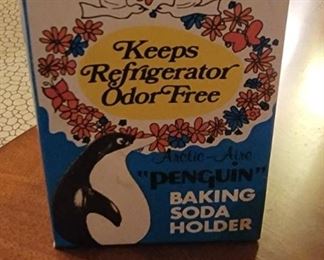 Keeps
Refrigerator
Odor Free
Arctic-Aire
"PENGUIN"
BAKING
SODA
HOLDER